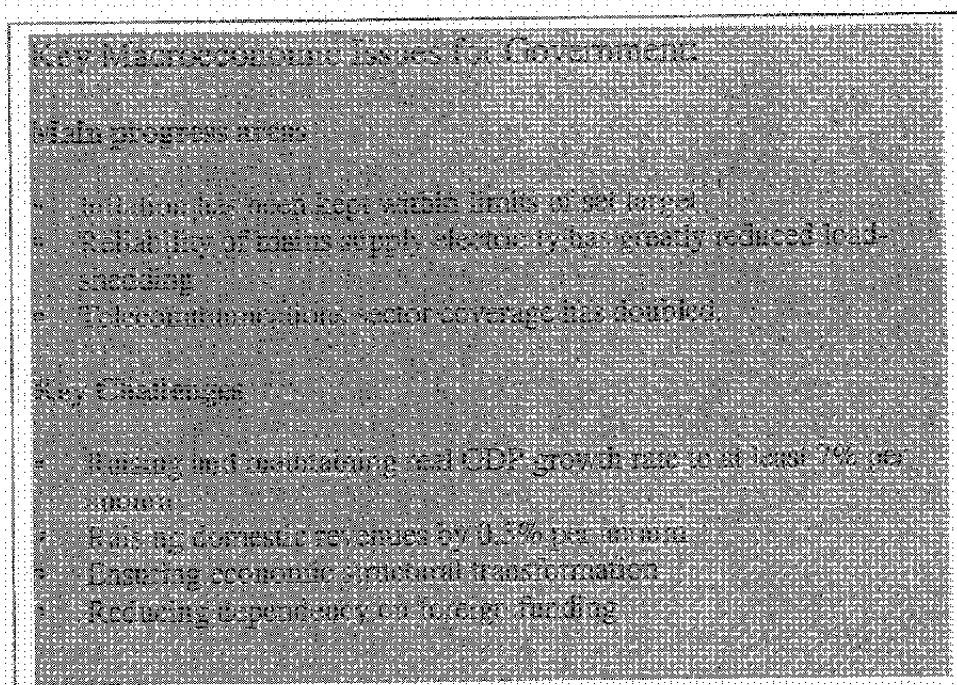 Key Macroeconomic Issues for Government:
Main progress areas
• Inflation has been kept within limits of set target
• Reliability of mains supply electricity has greatly reduced load-
shedding
• Telecommunications sector coverage has doubled.
Key Challenges
• Raising and maintaining real GDP growth rate to at least 7% per
annum
• Raising domestic revenues by 0.5% per annum
• Ensuring economic structural transformation
• Reducing dependency on foreign funding